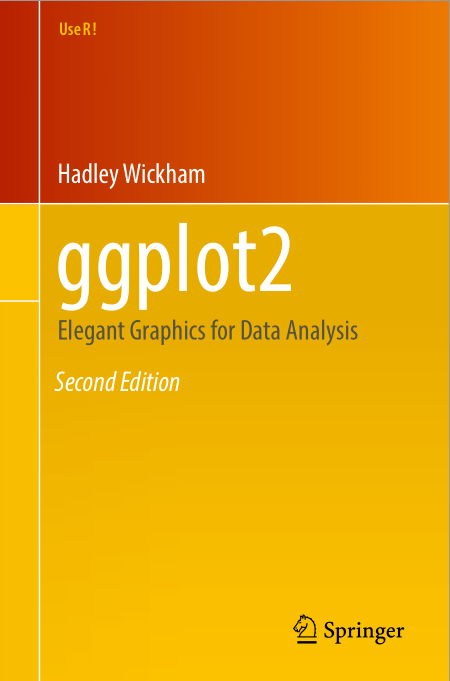 Use R!
Hadley Wickham
ggplot2
Elegant Graphics for Data Analysis
Second Edition
Springer